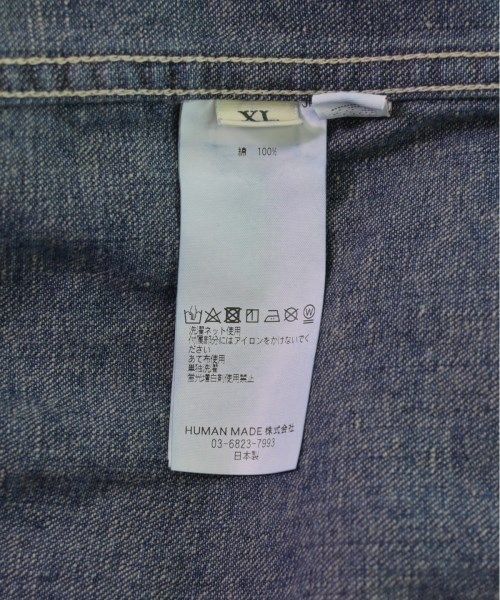 XL
綿 100%
洗濯ネット使用
付属部分にはアイロンをかけないでく
ださい
あて布使用
単独洗濯
蛍光増白剤使用禁止
HUMAN MADE 株式会社
03-6823-7993
日本製